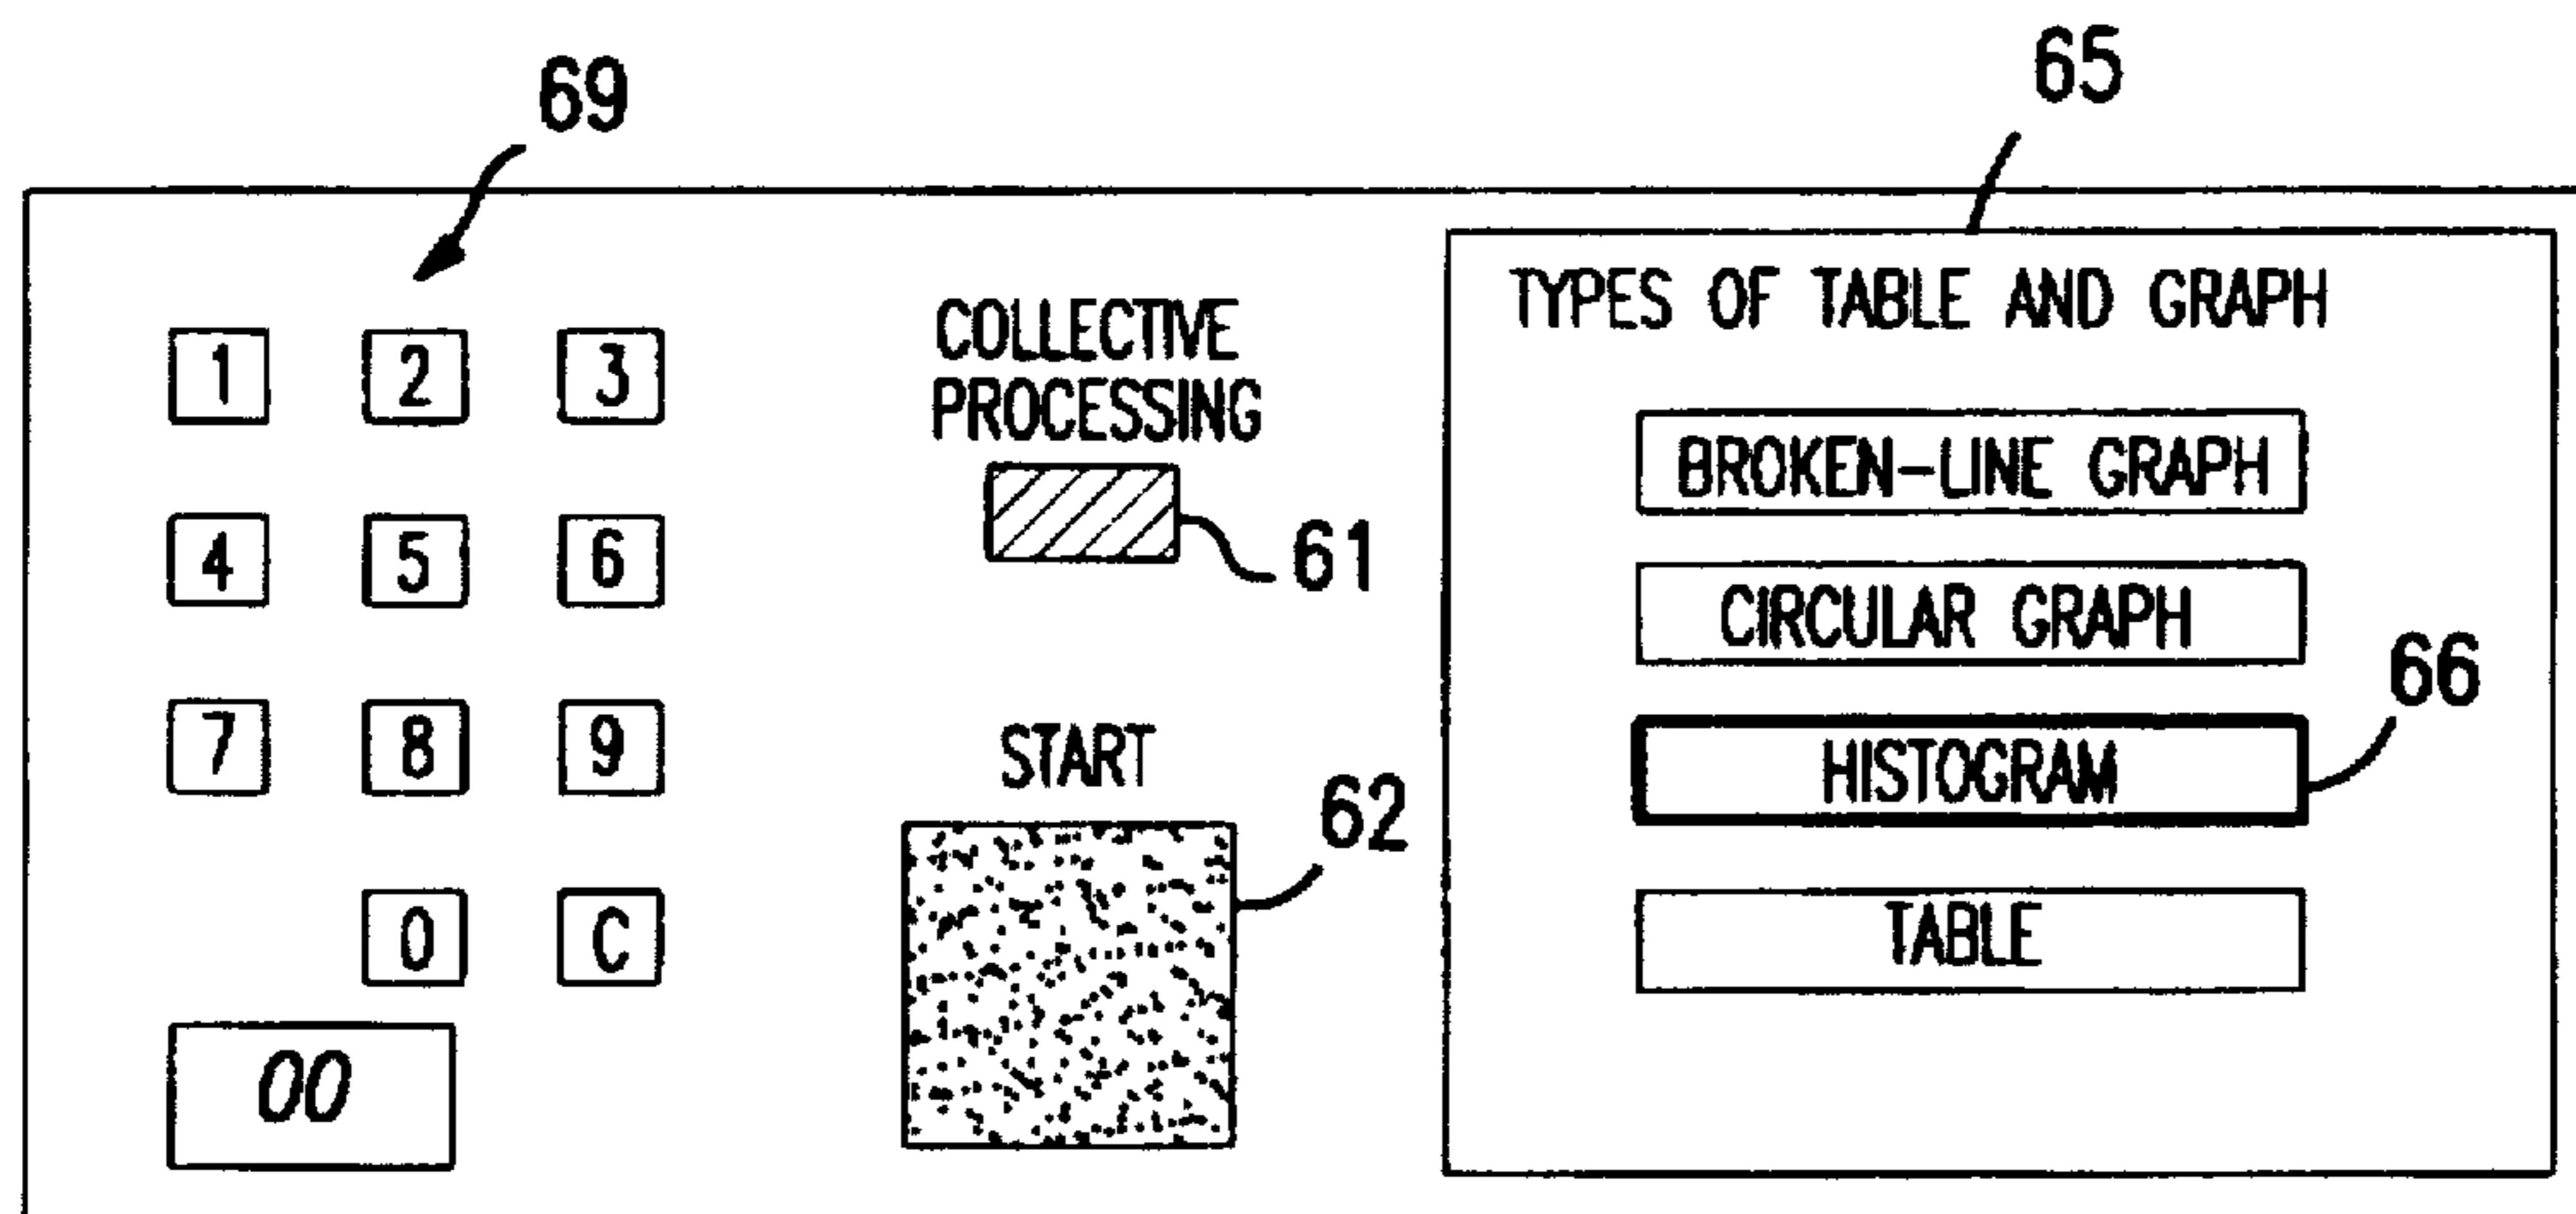 69
65
1 2 3
4 5 6
7 8 9
0 C
00
COLLECTIVE
PROCESSING
61
START
62
TYPES OF TABLE AND GRAPH
BROKEN-LINE GRAPH
CIRCULAR GRAPH
HISTOGRAM
66
TABLE